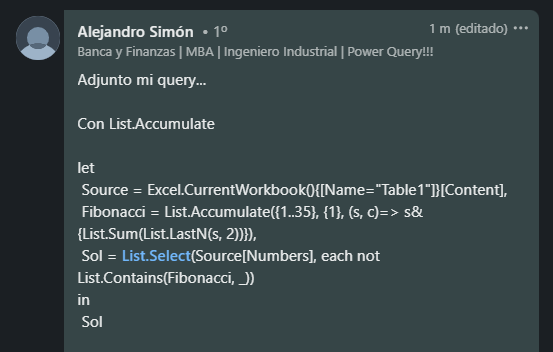 Alejandro Simón • 1º
1 m (editado) •••
Banca y Finanzas | MBA | Ingeniero Industrial | Power Query!!!
Adjunto mi query...
Con List.Accumulate
let
Source = Excel.CurrentWorkbook(){[Name="Table1"]}[Content],
Fibonacci = List.Accumulate({1..35}, {1}, (s, c)=> s&
{List.Sum(List.LastN(s, 2))}),
Sol = List.Select(Source[Numbers], each not
List.Contains(Fibonacci, _))
in
Sol